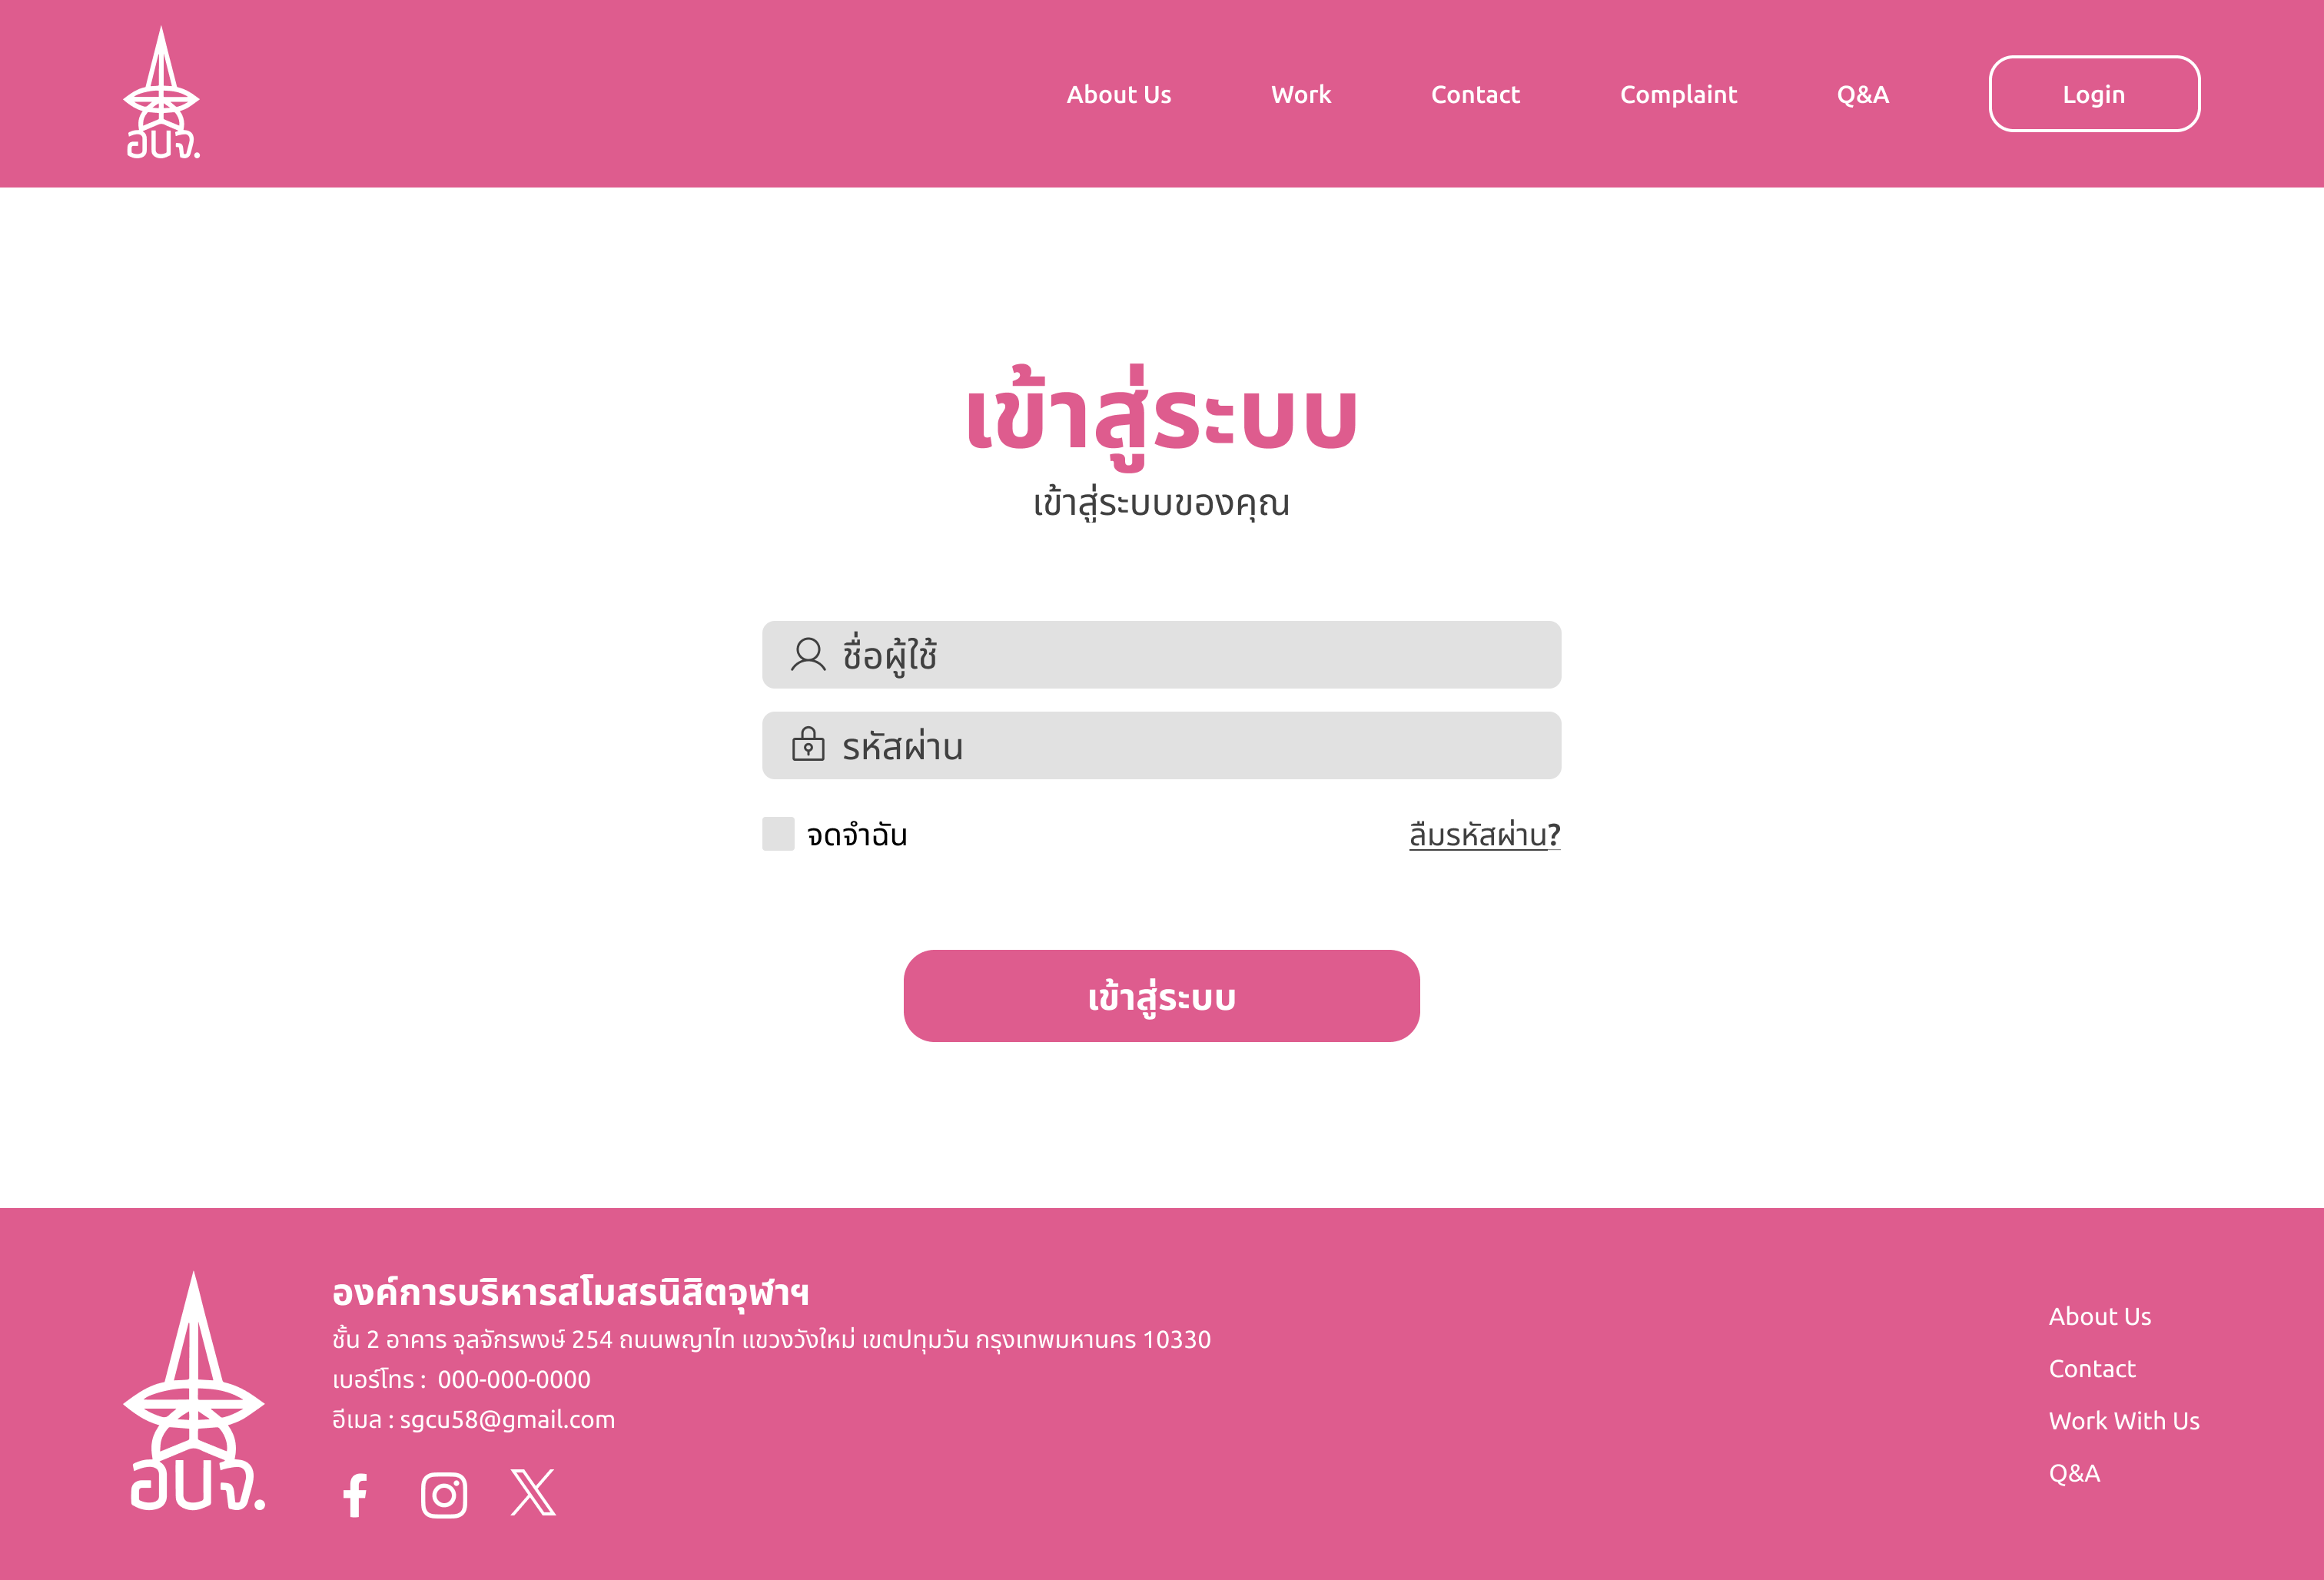 อบจ.
About Us
Work
Contact
Complaint
Q&A
Login
เข้าสู่ระบบ
เข้าสู่ระบบของคุณ
ชื่อผู้ใช้
รหัสผ่าน
จดจำฉัน
ลืมรหัสผ่าน?
เข้าสู่ระบบ
อบจ.
องค์การบริหารสโมสรนิสิตจุฬาฯ
ชั้น 2 อาคาร จุลจักรพงษ์ 254 ถนนพญาไท แขวงวังใหม่ เขตปทุมวัน กรุงเทพมหานคร 10330
เบอร์โทร : 000-000-0000
อีเมล : sgcu58@gmail.com
About Us
Contact
Work With Us
Q&A